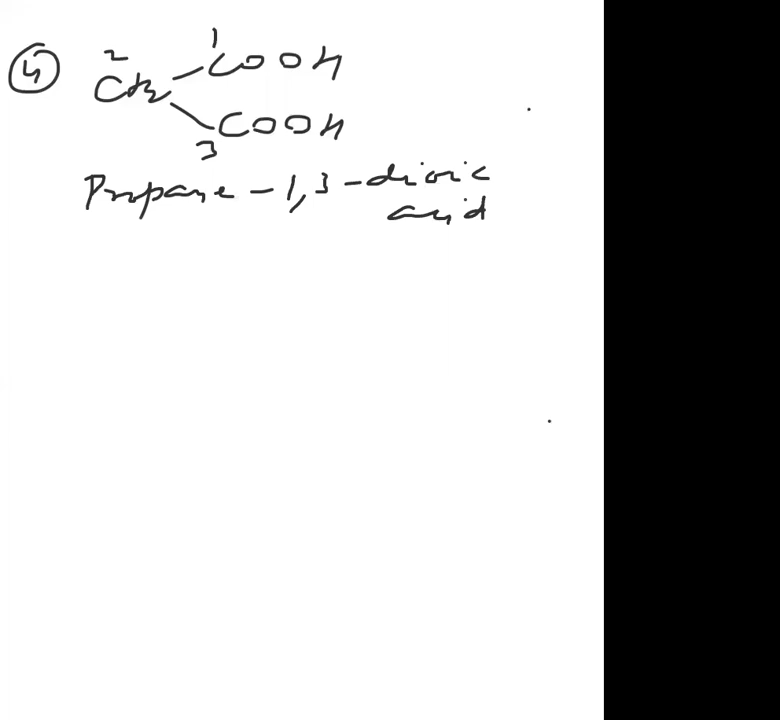 ④ 2 CH2 1 COOH
3 COOH
Propane - 1,3 - dioic
acid